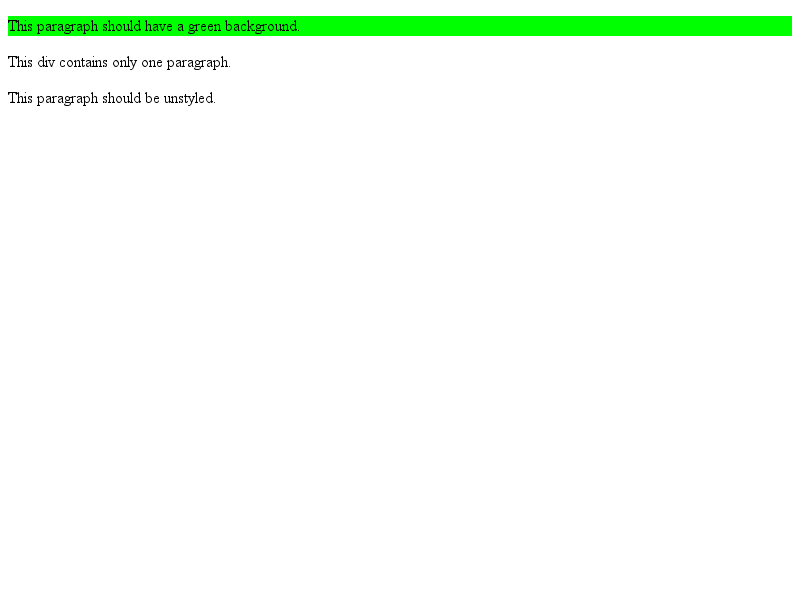 This paragraph should have a green background.
This div contains only one paragraph.
This paragraph should be unstyled.